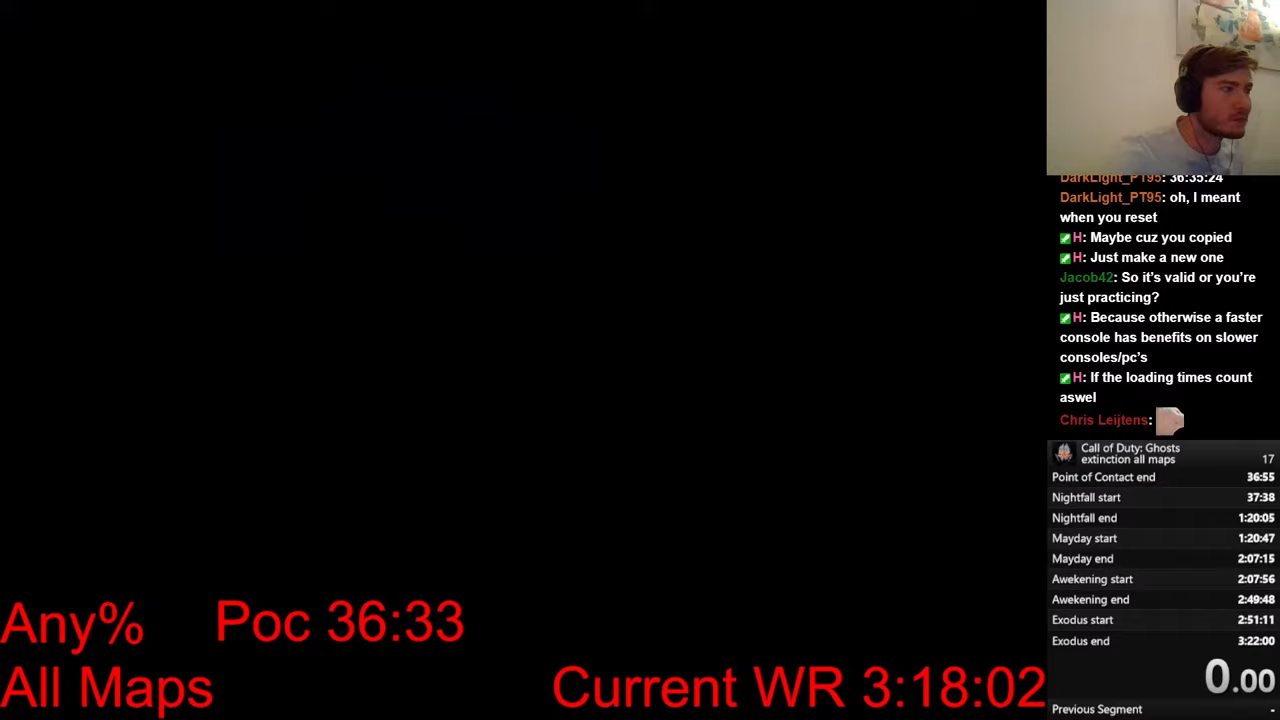 DarkLight_PT95: 36:35:24
DarkLight_PT95: oh, I meant
when you reset
H: Maybe cuz you copied
H: Just make a new one
Jacob42: So it's valid or you're
just practicing?
H: Because otherwise a faster
console has benefits on slower
consoles/pc's
H: If the loading times count
aswel
Chris Leijtens:
Call of Duty: Ghosts
extinction all maps 17
Point of Contact end 36:55
Nightfall start 37:38
Nightfall end 1:20:05
Mayday start 1:20:47
Mayday end 2:07:15
Awekening start 2:07:56
Awekening end 2:49:48
Exodus start 2:51:11
Exodus end 3:22:00
0.00
Previous Segment -
Any% Poc 36:33
All Maps Current WR 3:18:02